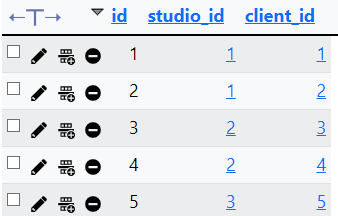 ←T→ id studio_id client_id
1 1 1
2 1 2
3 2 3
4 2 4
5 3 5